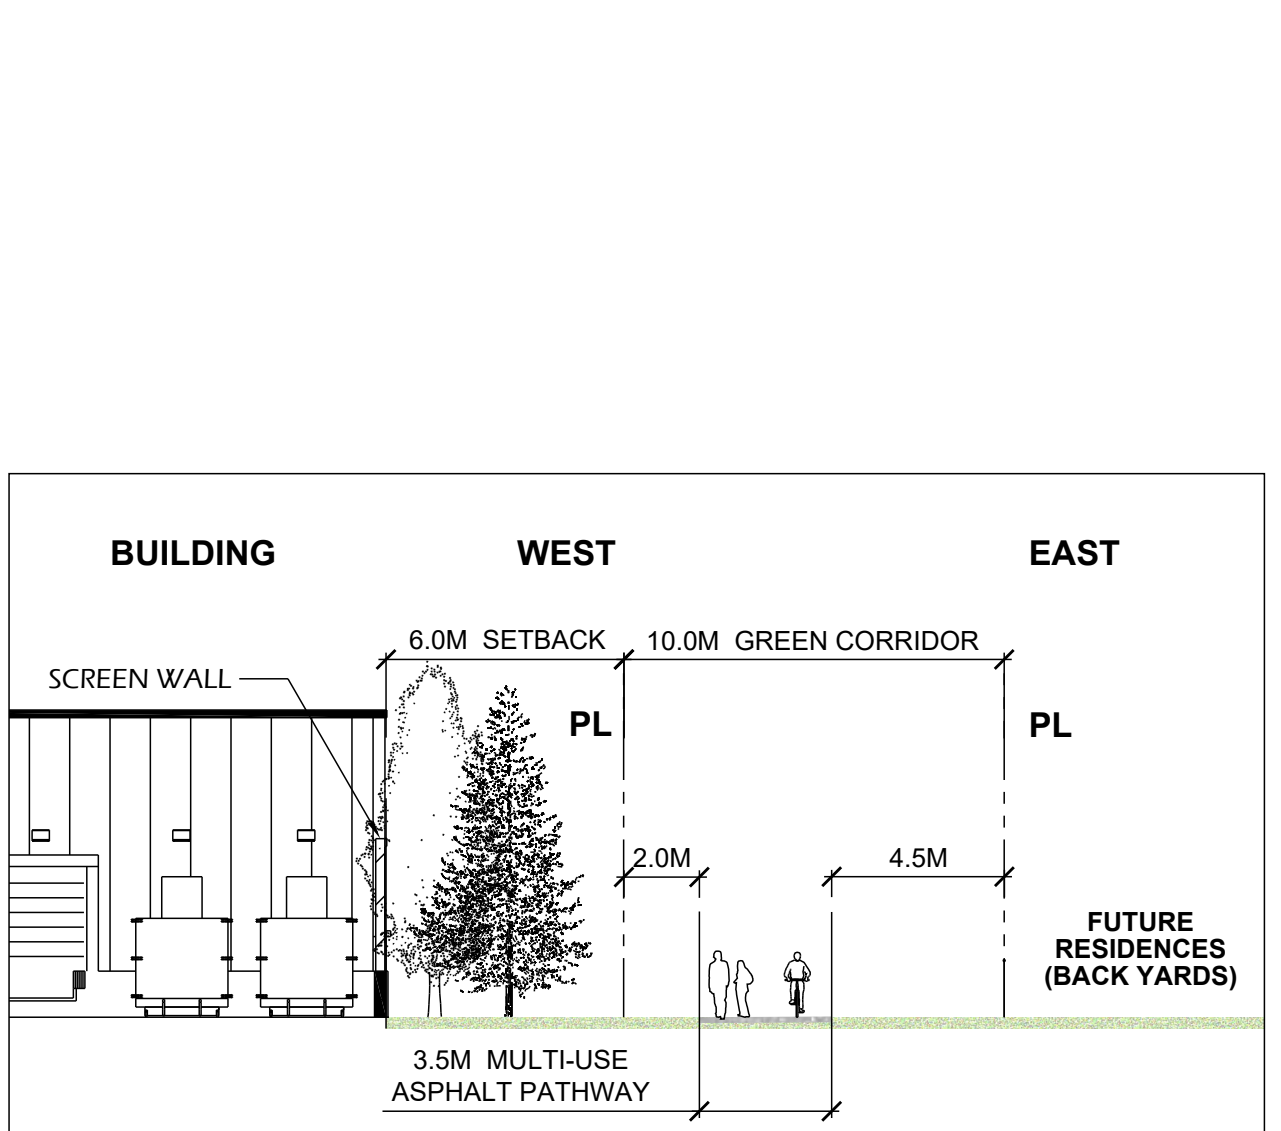 BUILDING
WEST
EAST
6.0M  SETBACK
10.0M  GREEN CORRIDOR
SCREEN WALL
PL
PL
2.0M
4.5M
FUTURE
RESIDENCES
(BACK YARDS)
3.5M  MULTI-USE
ASPHALT PATHWAY